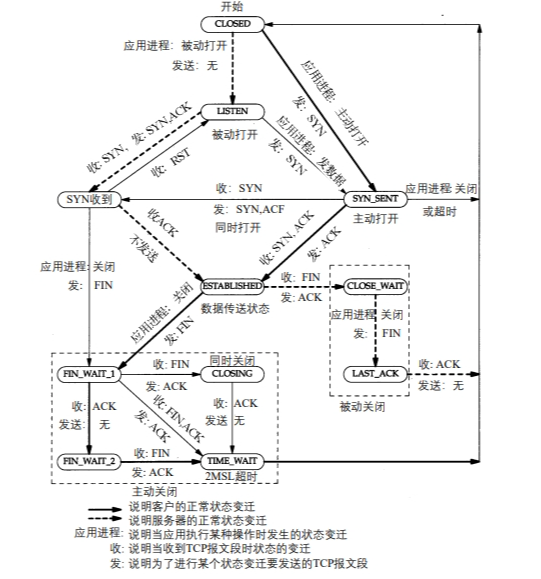 开始
CLOSED
应用进程：被动打开
发送：无
应用进程：主动打开
发：SYN
LISTEN
被动打开
收：SYN，发：SYN,ACK
收：RST
应用进程：发数据
发：SYN
SYN收到
收：SYN
发：SYN,ACF
同时打开
SYN_SENT
主动打开
应用进程 关闭
或超时
收ACK
不发送
收：SYN, ACK
发：ACK
应用进程：关闭
发： FIN
ESTABLISHED
数据传送状态
收：FIN
发：ACK
CLOSE_WAIT
应用进程 关闭
发： FIN
应用进程：关闭
发：FIN
LAST_ACK
收：ACK
发送：无
被动关闭
FIN_WAIT_1
收：FIN
发：ACK
同时关闭
CLOSING
收：ACK
发送：无
收：FIN,ACK
发：ACK
收：ACK
发送 无
FIN_WAIT_2
收：FIN
发：ACK
TIME_WAIT
2MSL超时
主动关闭
说明客户的正常状态变迁
说明服务器的正常状态变迁
应用进程：说明当应用执行某种操作时发生的状态变迁
收：说明当收到TCP报文段时状态的变迁
发：说明为了进行某个状态变迁要发送的TCP报文段